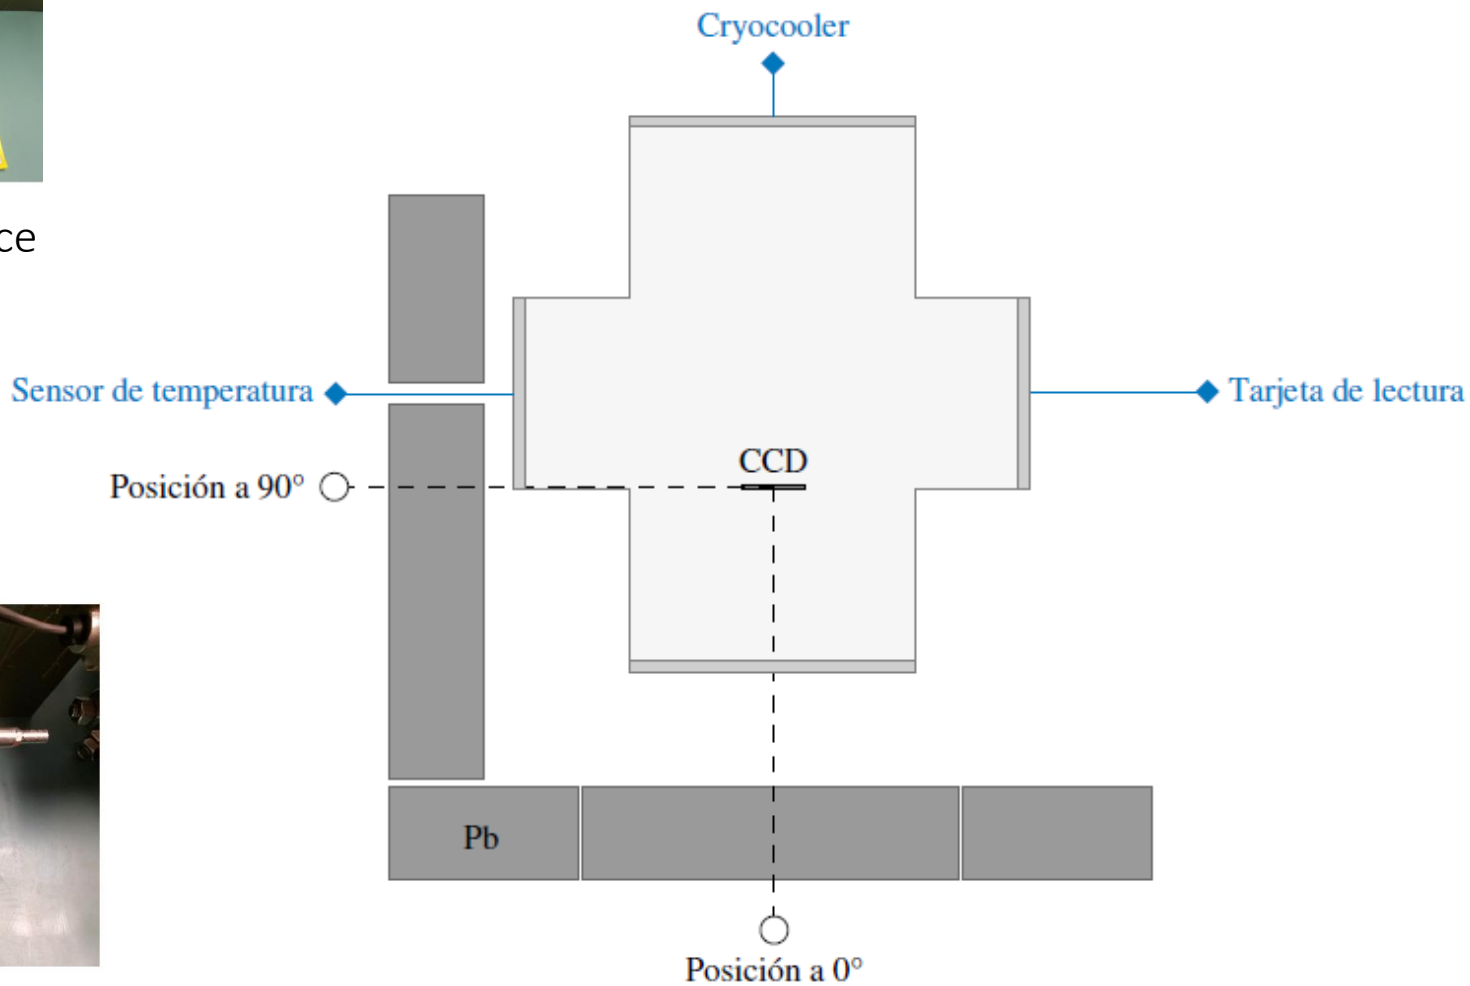 Cryocooler
ce
Sensor de temperatura
Tarjeta de lectura
CCD
Posición a 90°
Pb
Posición a 0°